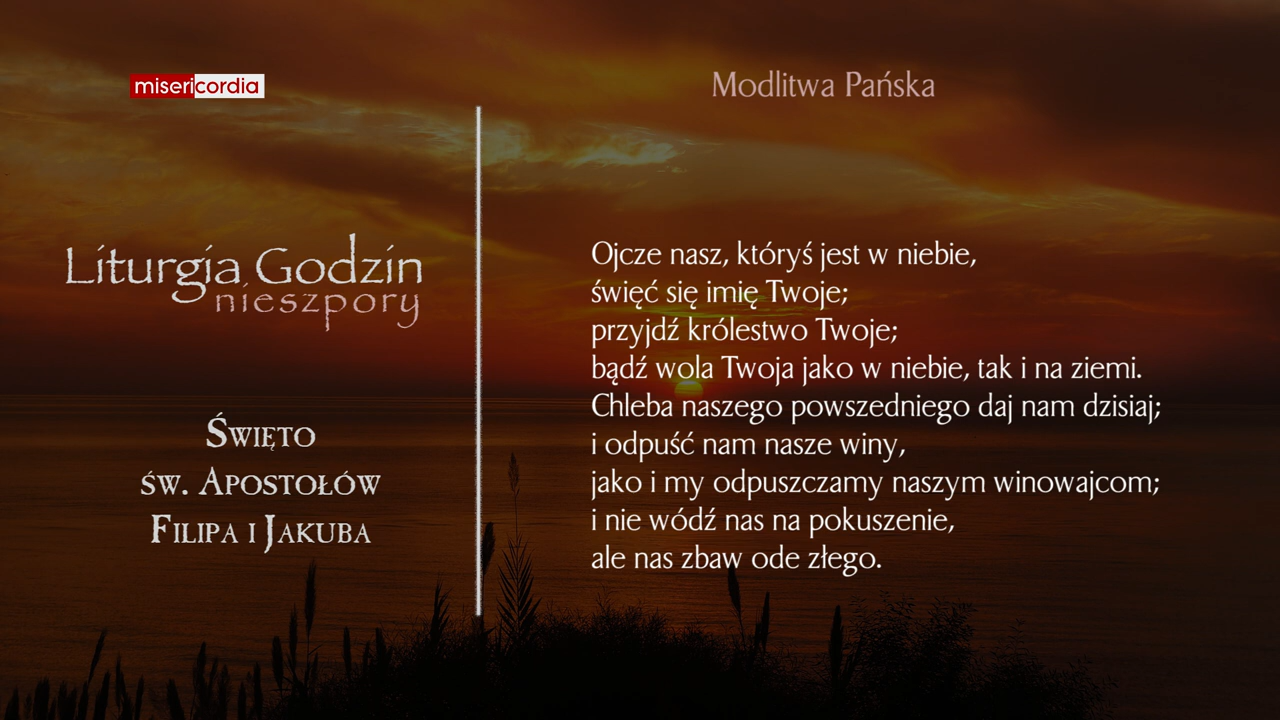 misericordia
Liturgia Godzin
nieszpory
Święto
św. Apostołów
Filipa i Jakuba
Modlitwa Pańska
Ojcze nasz, któryś jest w niebie,
święć się imię Twoje;
przyjdź królestwo Twoje;
bądź wola Twoja jako w niebie, tak i na ziemi.
Chleba naszego powszedniego daj nam dzisiaj;
i odpuść nam nasze winy,
jako i my odpuszczamy naszym winowajcom;
i nie wódź nas na pokuszenie,
ale nas zbaw ode złego.